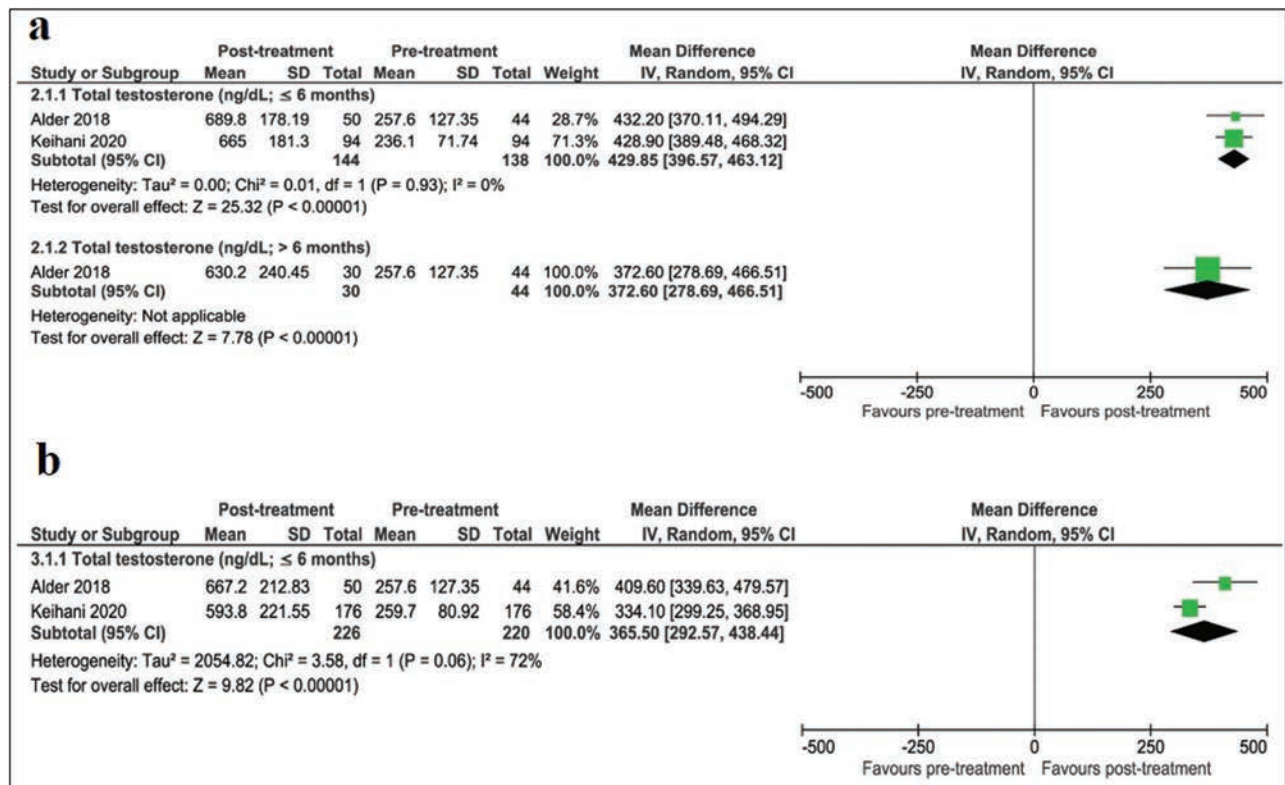 a
Post-treatment Pre-treatment Mean Difference Mean Difference
Study or Subgroup Mean SD Total Mean SD Total Weight IV, Random, 95% CI IV, Random, 95% CI
2.1.1 Total testosterone (ng/dL; ≤ 6 months)
Alder 2018 689.8 178.19 50 257.6 127.35 44 28.7% 432.20 [370.11, 494.29]
Keihani 2020 665 181.3 94 236.1 71.74 94 71.3% 428.90 [389.48, 468.32]
Subtotal (95% CI) 144 138 100.0% 429.85 [396.57, 463.12]
Heterogeneity: Tau² = 0.00; Chi² = 0.01, df = 1 (P = 0.93); I² = 0%
Test for overall effect: Z = 25.32 (P < 0.00001)
2.1.2 Total testosterone (ng/dL; > 6 months)
Alder 2018 630.2 240.45 30 257.6 127.35 44 100.0% 372.60 [278.69, 466.51]
Subtotal (95% CI) 30 44 100.0% 372.60 [278.69, 466.51]
Heterogeneity: Not applicable
Test for overall effect: Z = 7.78 (P < 0.00001)
-500 -250 0 250 500
Favours pre-treatment Favours post-treatment
b
Post-treatment Pre-treatment Mean Difference Mean Difference
Study or Subgroup Mean SD Total Mean SD Total Weight IV, Random, 95% CI IV, Random, 95% CI
3.1.1 Total testosterone (ng/dL; ≤ 6 months)
Alder 2018 667.2 212.83 50 257.6 127.35 44 41.6% 409.60 [339.63, 479.57]
Keihani 2020 593.8 221.55 176 259.7 80.92 176 58.4% 334.10 [299.25, 368.95]
Subtotal (95% CI) 226 220 100.0% 365.50 [292.57, 438.44]
Heterogeneity: Tau² = 2054.82; Chi² = 3.58, df = 1 (P = 0.06); I² = 72%
Test for overall effect: Z = 9.82 (P < 0.00001)
-500 -250 0 250 500
Favours pre-treatment Favours post-treatment